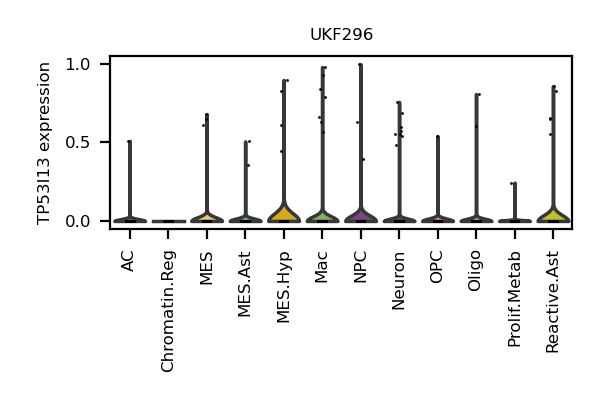 UKF296
TP53I13 expression
1.0
0.5
0.0
AC
Chromatin.Reg
MES
MES.Ast
MES.Hyp
Mac
NPC
Neuron
OPC
Oligo
Prolif.Metab
Reactive.Ast